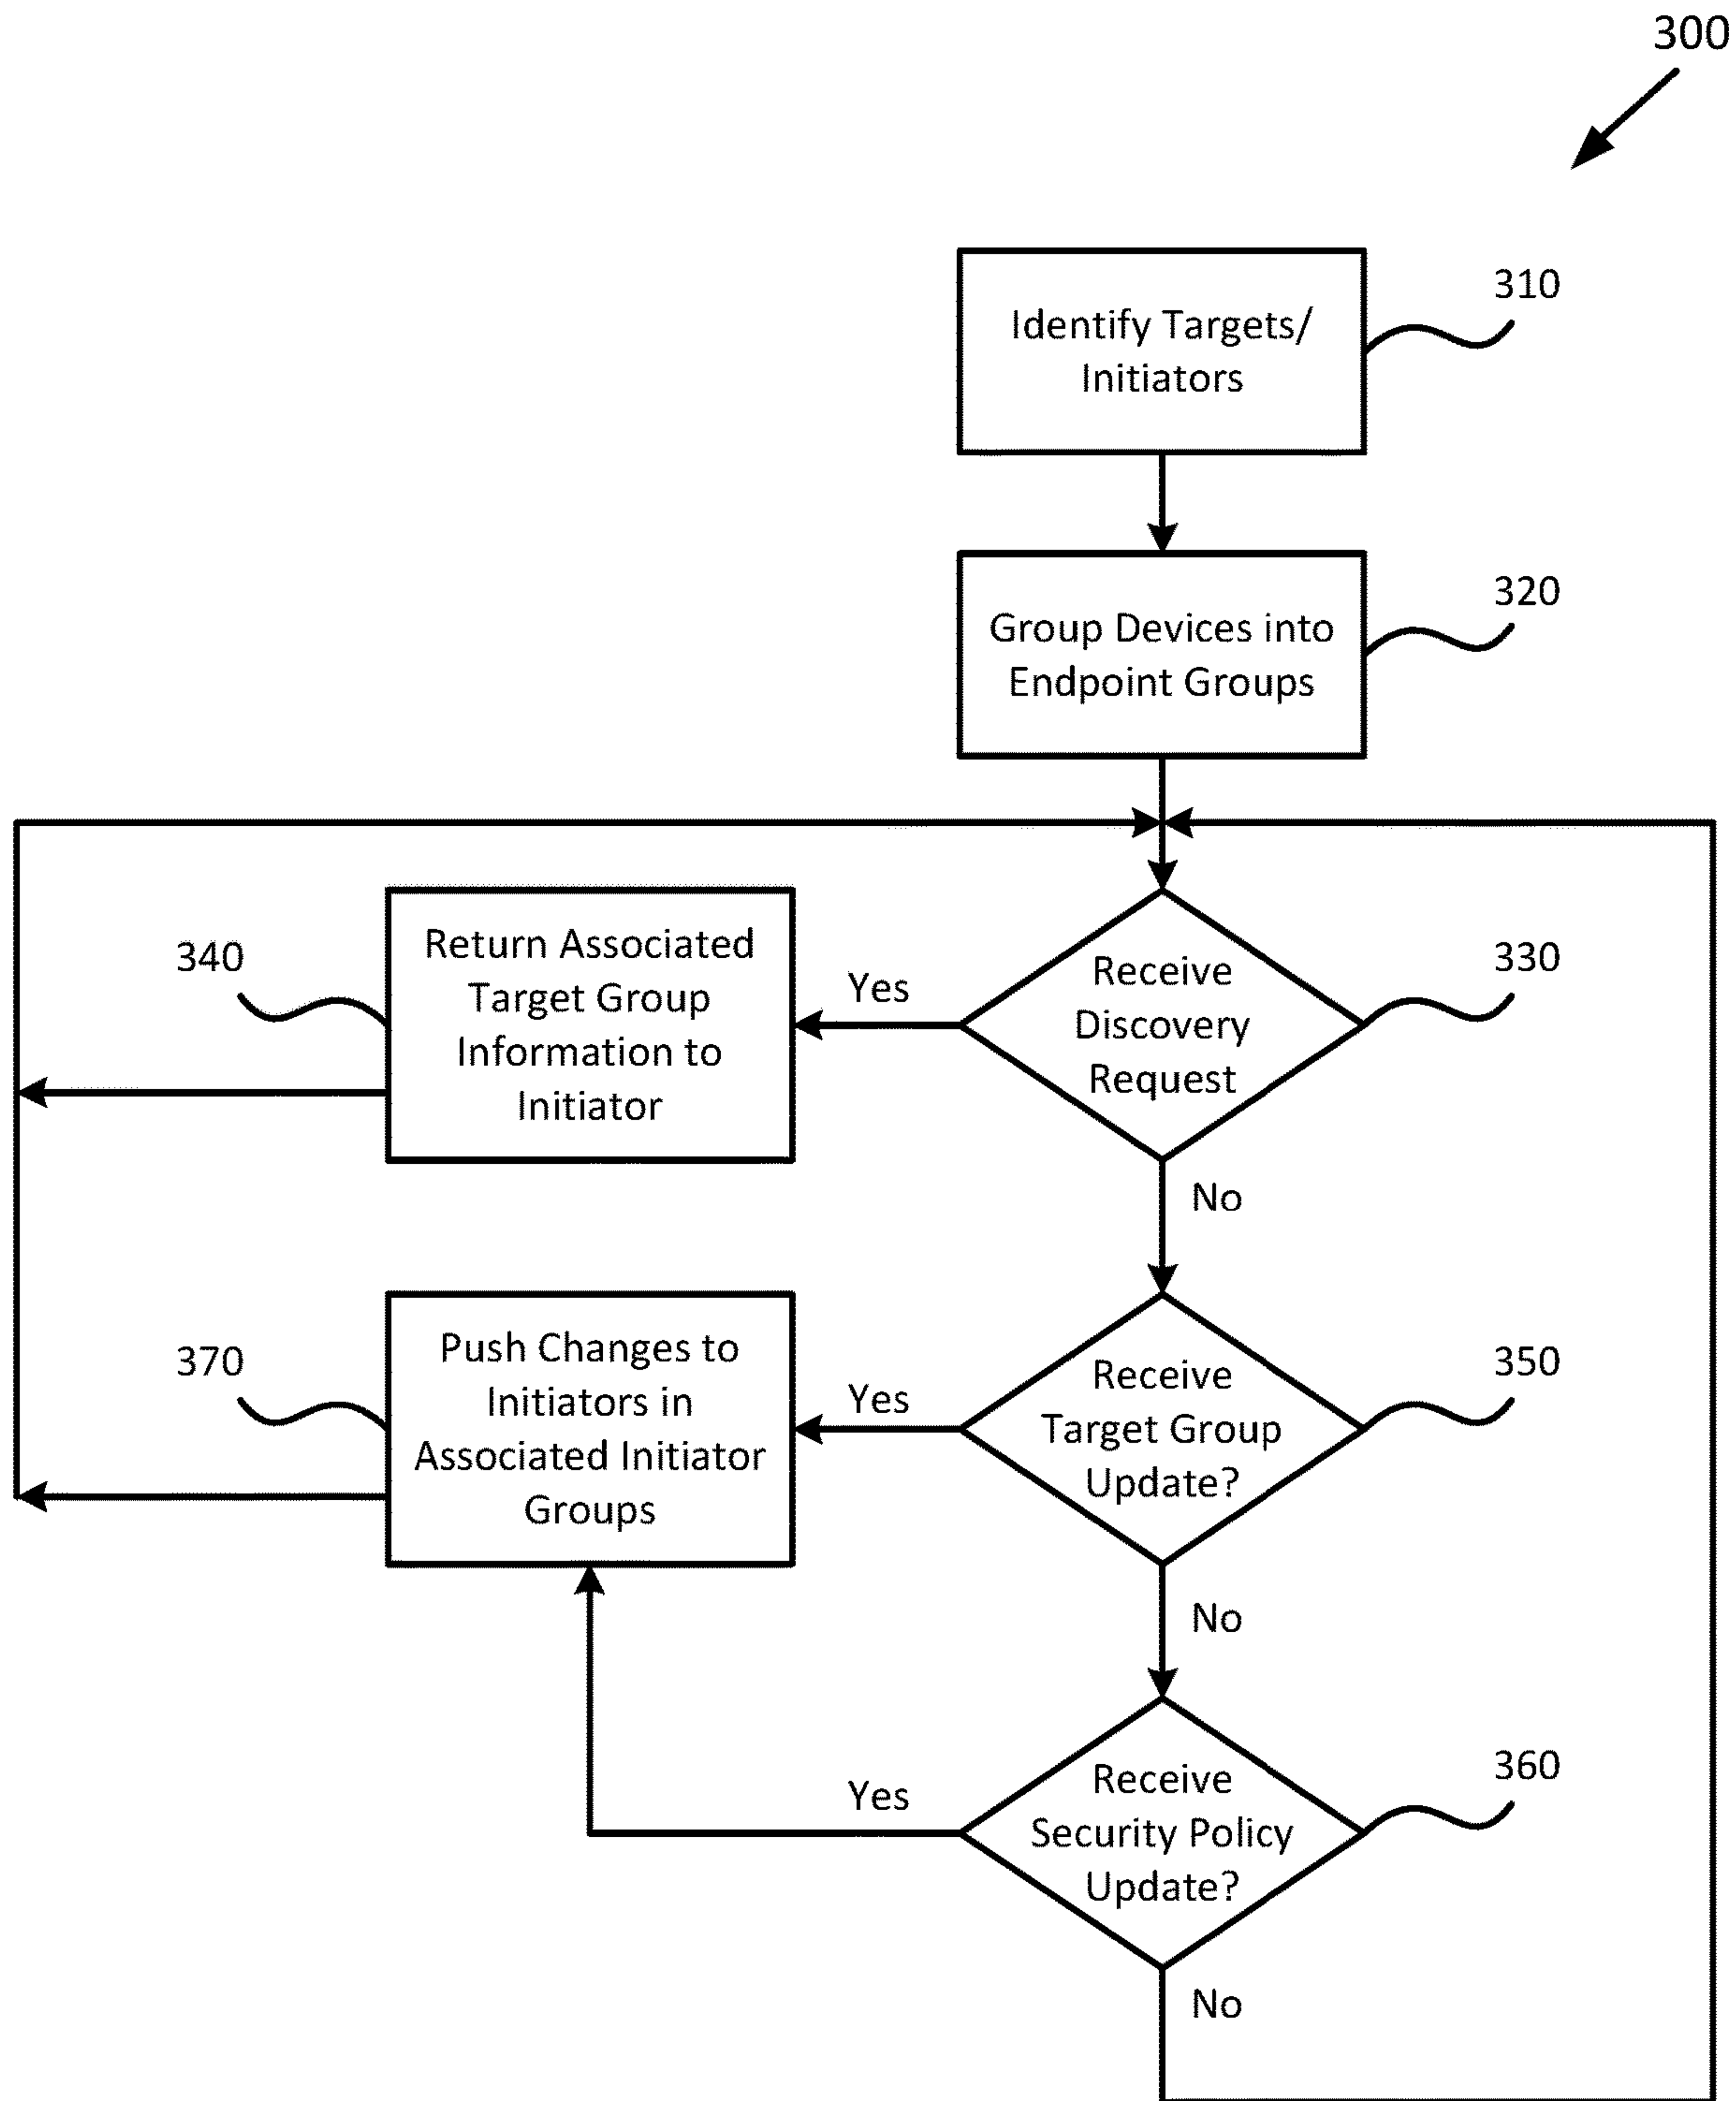 300
Identify Targets/
Initiators
310
Group Devices into
Endpoint Groups
320
340
Return Associated
Target Group
Information to
Initiator
Yes
Receive
Discovery
Request
330
No
370
Push Changes to
Initiators in
Associated Initiator
Groups
Yes
Receive
Target Group
Update?
350
No
Yes
Receive
Security Policy
Update?
360
No